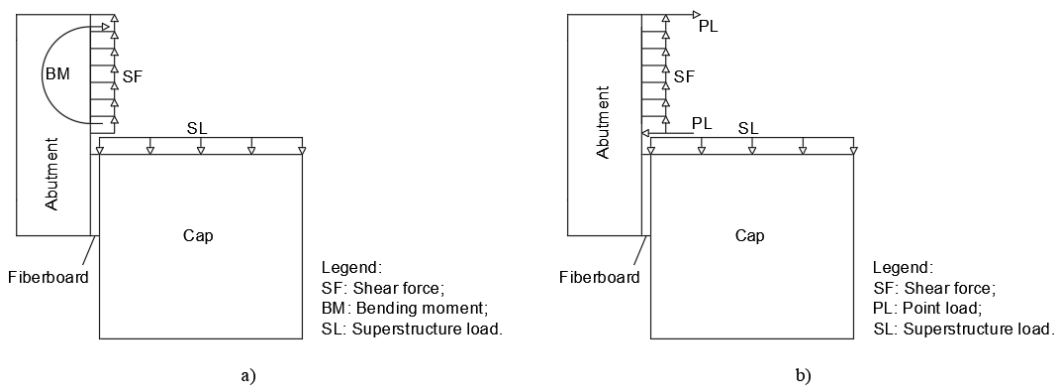 BM
SF
SL
Abutment
Cap
Fiberboard
Legend:
SF: Shear force;
BM: Bending moment;
SL: Superstructure load.
a)
PL
SF
PL
SL
Abutment
Cap
Fiberboard
Legend:
SF: Shear force;
PL: Point load;
SL: Superstructure load.
b)